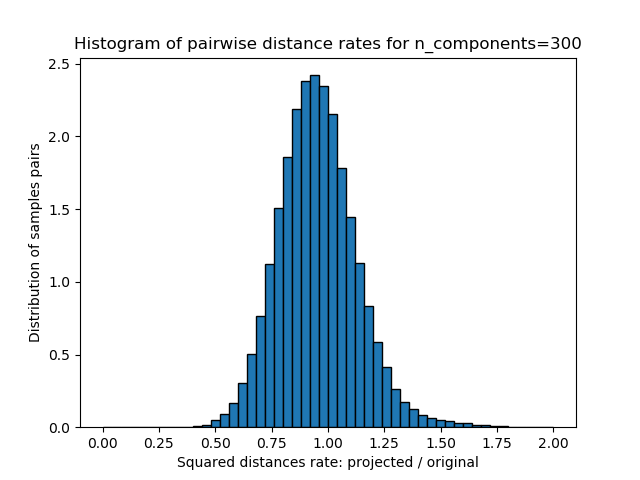 Histogram of pairwise distance rates for n_components=300
2.5
2.0
1.5
1.0
0.5
0.0
Distribution of samples pairs
0.00 0.25 0.50 0.75 1.00 1.25 1.50 1.75 2.00
Squared distances rate: projected / original